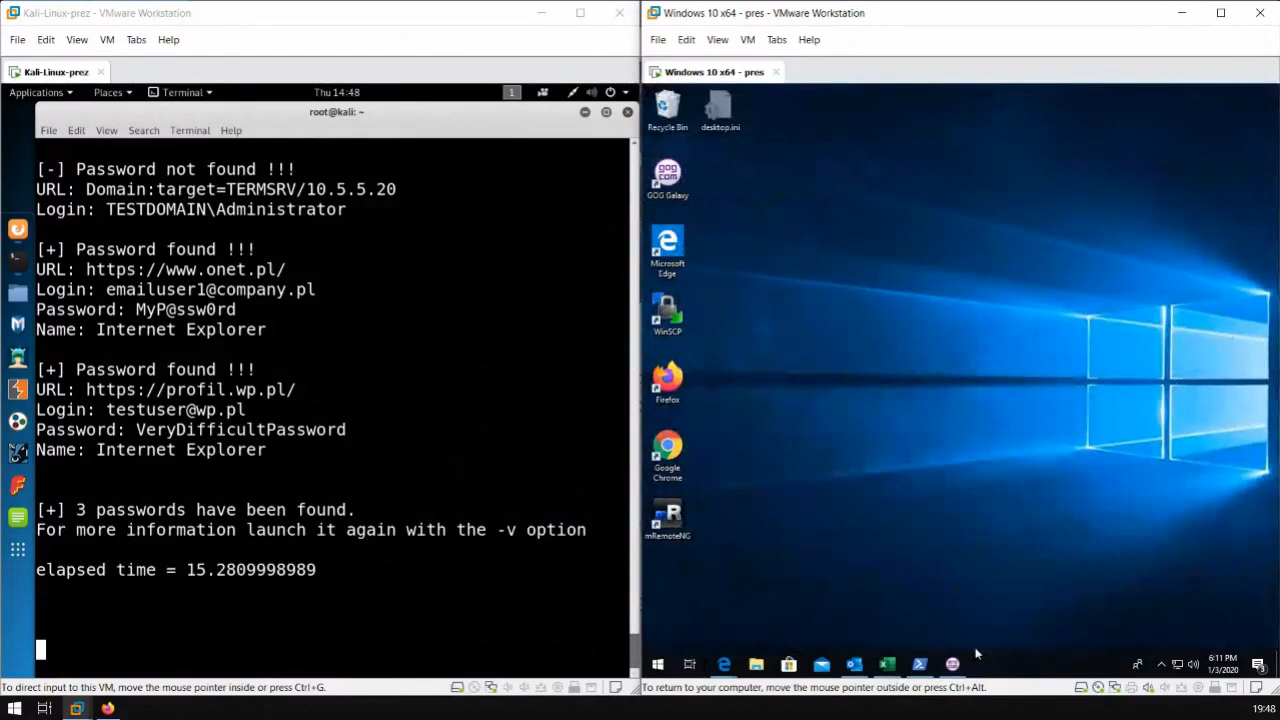 Kali-Linux-prez - VMware Workstation
File Edit View VM Tabs Help
Kali-Linux-prez
Applications Places Terminal Thu 14:48 1
root@kali: ~
File Edit View Search Terminal Help
[-] Password not found !!!
URL: Domain:target=TERMSRV/10.5.5.20
Login: TESTDOMAIN\Administrator
[+] Password found !!!
URL: https://www.onet.pl/
Login: emailuser1@company.pl
Password: MyP@ssw0rd
Name: Internet Explorer
[+] Password found !!!
URL: https://profil.wp.pl/
Login: testuser@wp.pl
Password: VeryDifficultPassword
Name: Internet Explorer
[+] 3 passwords have been found.
For more information launch it again with the -v option
elapsed time = 15.2809998989
To direct input to this VM, move the mouse pointer inside or press Ctrl+G.
Windows 10 x64 - pres - VMware Workstation
File Edit View VM Tabs Help
Windows 10 x64 - pres
Recycle Bin
desktop.ini
GOG COM
GOG Galaxy
Microsoft
Edge
WinSCP
Firefox
Google
Chrome
mRemoteNG
6:11 PM
1/3/2020
To return to your computer, move the mouse pointer outside or press Ctrl+Alt.
19:48